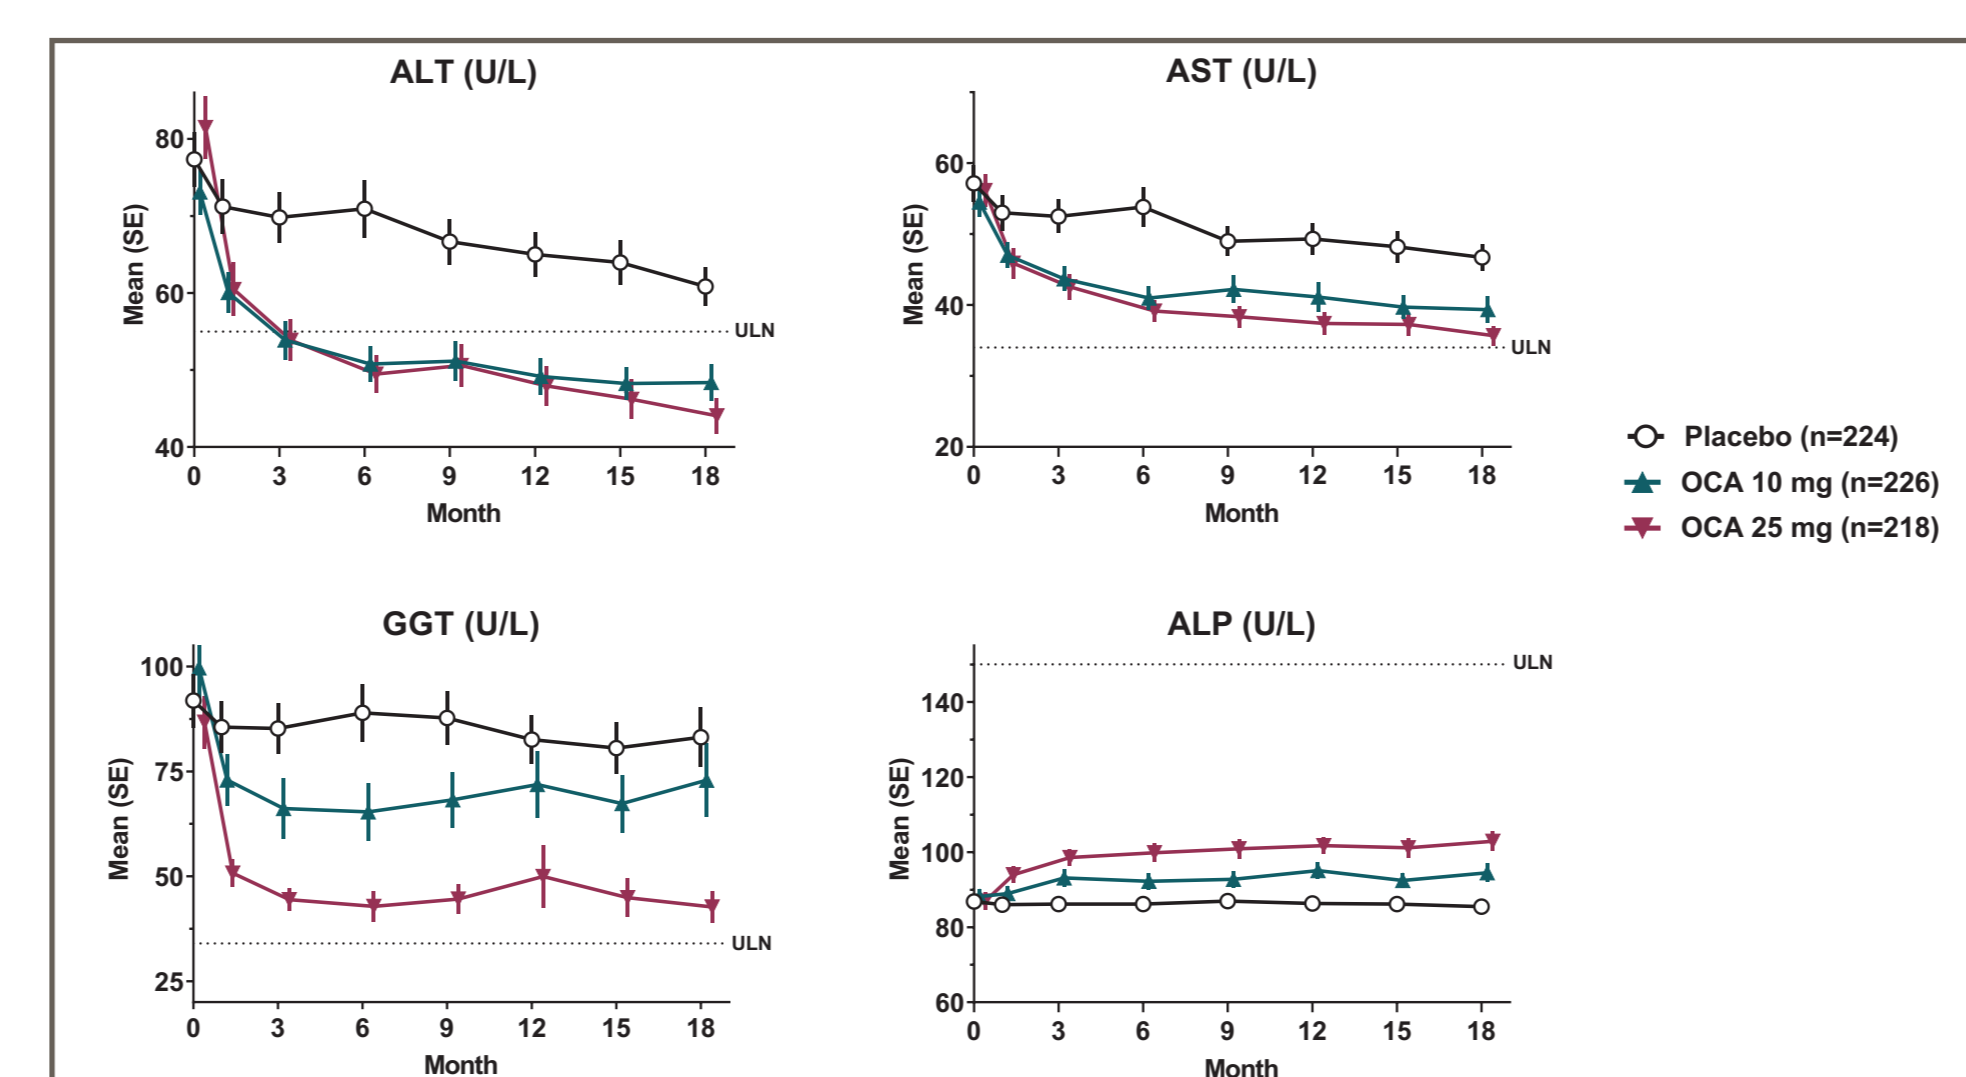 ALT (U/L)
Mean (SE)
80
60
40
ULN
0 3 6 9 12 15 18
Month
AST (U/L)
Mean (SE)
60
40
20
ULN
0 3 6 9 12 15 18
Month
Placebo (n=224)
OCA 10 mg (n=226)
OCA 25 mg (n=218)
GGT (U/L)
Mean (SE)
100
75
50
25
ULN
0 3 6 9 12 15 18
Month
ALP (U/L)
Mean (SE)
140
120
100
80
60
ULN
0 3 6 9 12 15 18
Month